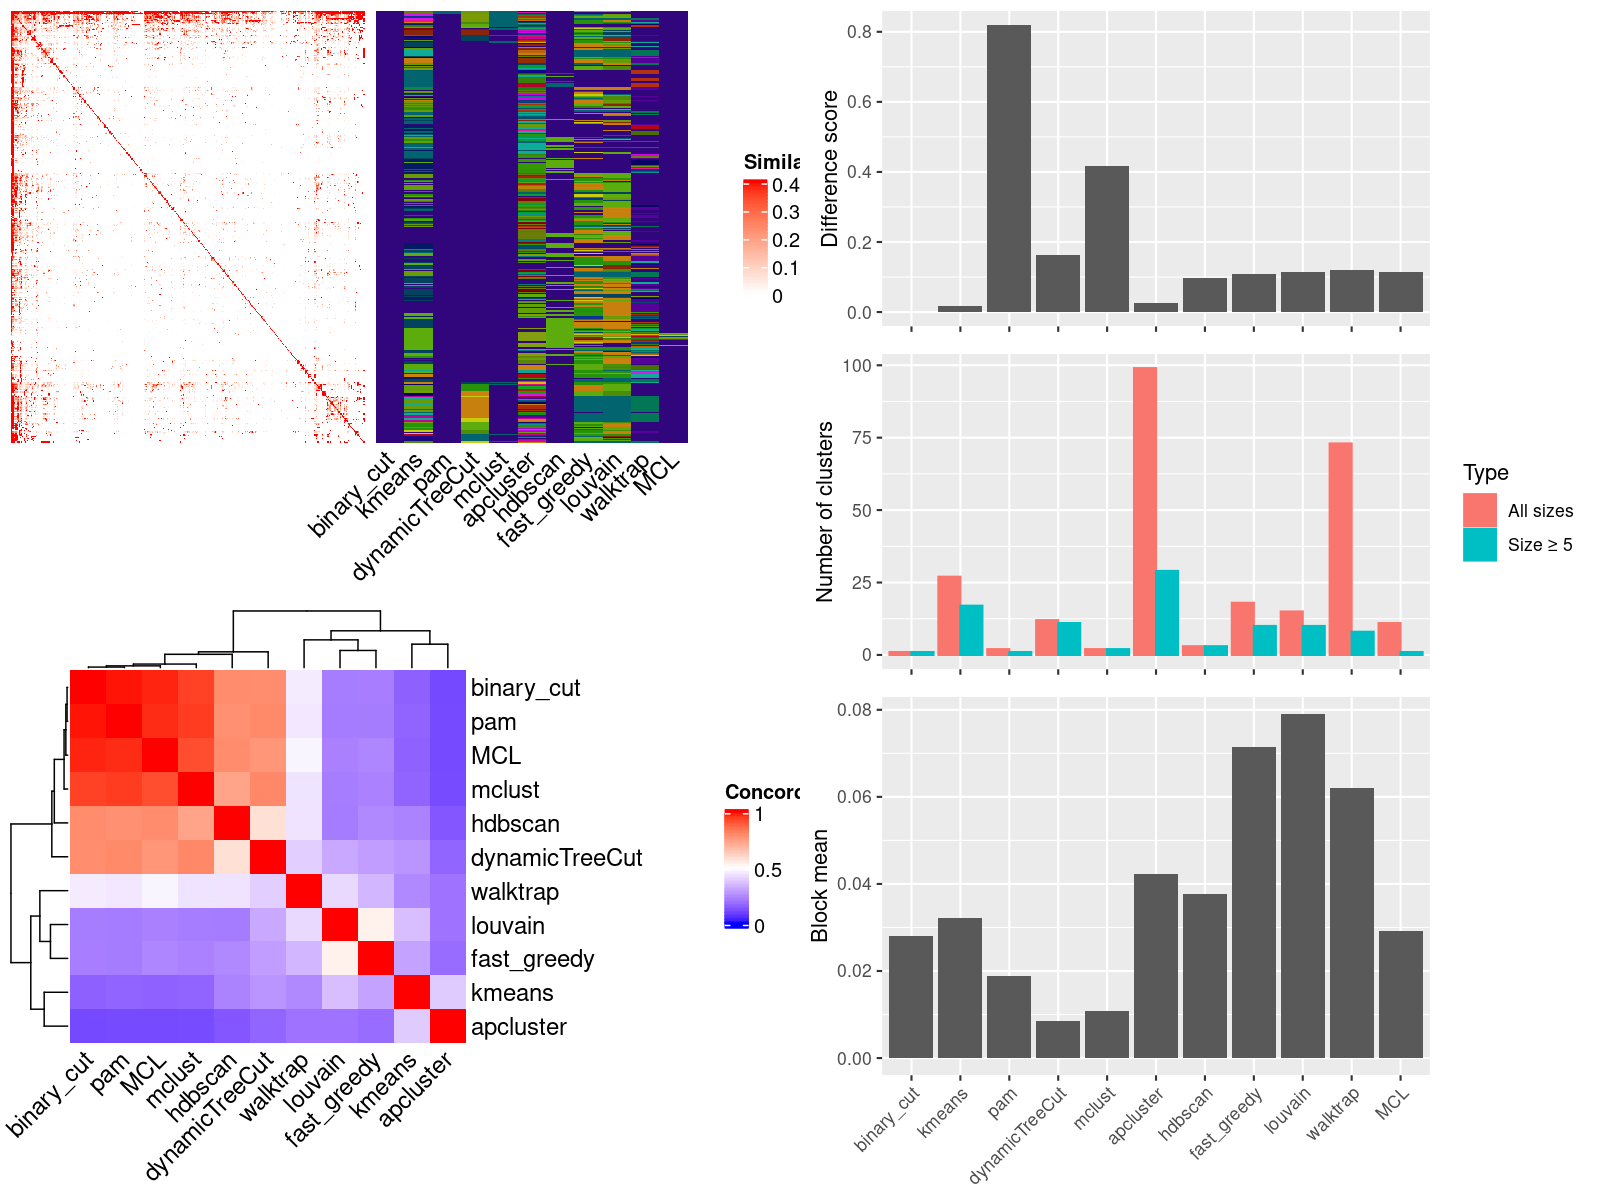 Simila
0.4
0.3
0.2
0.1
0
binary_cut
kmeans
pam
dynamicTreeCut
mclust
apcluster
hdbscan
fast_greedy
louvain
walktrap
MCL
binary_cut
pam
MCL
mclust
hdbscan
dynamicTreeCut
walktrap
louvain
fast_greedy
kmeans
apcluster
binary_cut
pam
MCL
mclust
hdbscan
dynamicTreeCut
walktrap
louvain
fast_greedy
kmeans
apcluster
Concord
1
0.5
0
Difference score
0.8
0.6
0.4
0.2
0.0
Number of clusters
100
75
50
25
0
Type
All sizes
Size ≥ 5
Block mean
0.08
0.06
0.04
0.02
0.00
binary_cut
kmeans
pam
dynamicTreeCut
mclust
apcluster
hdbscan
fast_greedy
louvain
walktrap
MCL